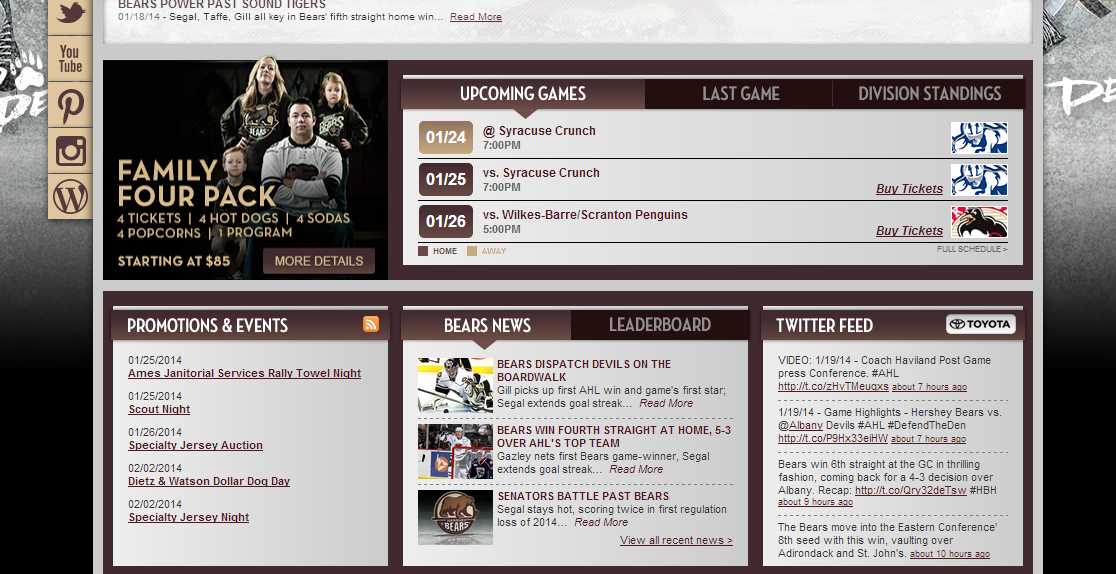 BEARS POWER PAST SOUND TIGERS
01/18/14 - Segal, Taffe, Gill all key in Bears' fifth straight home win... Read More
You
Tube
DE
DE
FAMILY
FOUR PACK
4 TICKETS | 4 HOT DOGS | 4 SODAS
4 POPCORNS | 1 PROGRAM
STARTING AT $85
MORE DETAILS
UPCOMING GAMES
LAST GAME
DIVISION STANDINGS
01/24
@ Syracuse Crunch
7:00PM
01/25
vs. Syracuse Crunch
7:00PM
Buy Tickets
01/26
vs. Wilkes-Barre/Scranton Penguins
5:00PM
Buy Tickets
HOME
AWAY
FULL SCHEDULE >
PROMOTIONS & EVENTS
01/25/2014
Ames Janitorial Services Rally Towel Night
01/25/2014
Scout Night
01/26/2014
Specialty Jersey Auction
02/02/2014
Dietz & Watson Dollar Dog Day
02/02/2014
Specialty Jersey Night
BEARS NEWS
LEADERBOARD
BEARS DISPATCH DEVILS ON THE
BOARDWALK
Gill picks up first AHL win and game's first star;
Segal extends goal streak... Read More
BEARS WIN FOURTH STRAIGHT AT HOME, 5-3
OVER AHL'S TOP TEAM
Gazley nets first Bears game-winner, Segal
extends goal streak... Read More
BEARS
SENATORS BATTLE PAST BEARS
Segal stays hot, scoring twice in first regulation
loss of 2014... Read More
View all recent news >
TWITTER FEED
TOYOTA
VIDEO: 1/19/14 - Coach Haviland Post Game
press Conference. #AHL
http://t.co/zHvTMeuqxs about 7 hours ago
1/19/14 - Game Highlights - Hershey Bears vs.
@Albany Devils #AHL #DefendTheDen
http://t.co/P9Hx33eiHW about 7 hours ago
Bears win 6th straight at the GC in thrilling
fashion, coming back for a 4-3 decision over
Albany. Recap: http://t.co/Qry32deTsw #HBH
about 9 hours ago
The Bears move into the Eastern Conference'
8th seed with this win, vaulting over
Adirondack and St. John's. about 10 hours ago